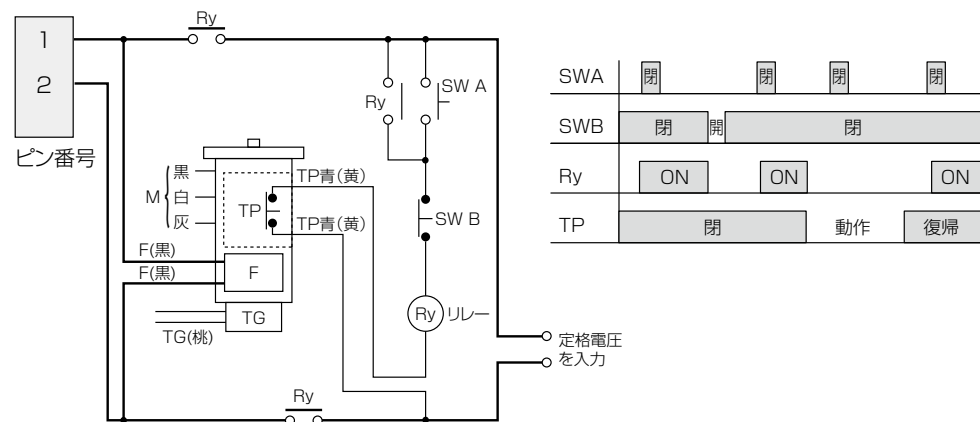 1
2
ピン番号
Ry
Ry
SW A
SW B
Ry
リレー
M
黒
白
灰
TP
TP青(黄)
TP青(黄)
F(黒)
F(黒)
F
TG
TG(桃)
Ry
定格電圧
を入力
SWA 閉 閉 閉 閉
SWB 閉 開 閉
Ry ON ON ON
TP 閉 動作 復帰